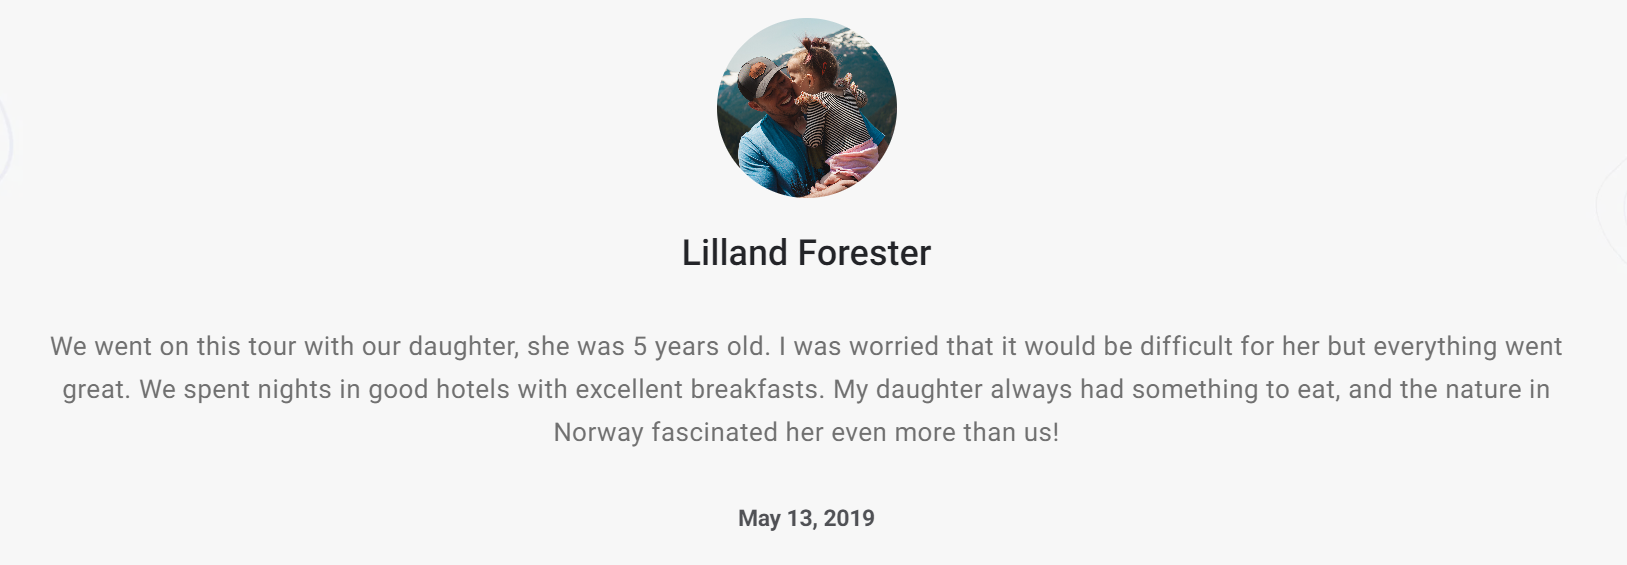 Lilland Forester
We went on this tour with our daughter, she was 5 years old. I was worried that it would be difficult for her but everything went
great. We spent nights in good hotels with excellent breakfasts. My daughter always had something to eat, and the nature in
Norway fascinated her even more than us!
May 13, 2019